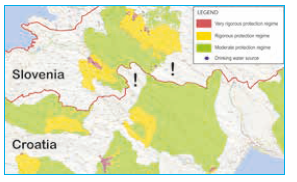 LEGEND
Very rigorous protection regime
Rigorous protection regime
Moderate protection regime
Drinking water source
Slovenia
! !
Croatia